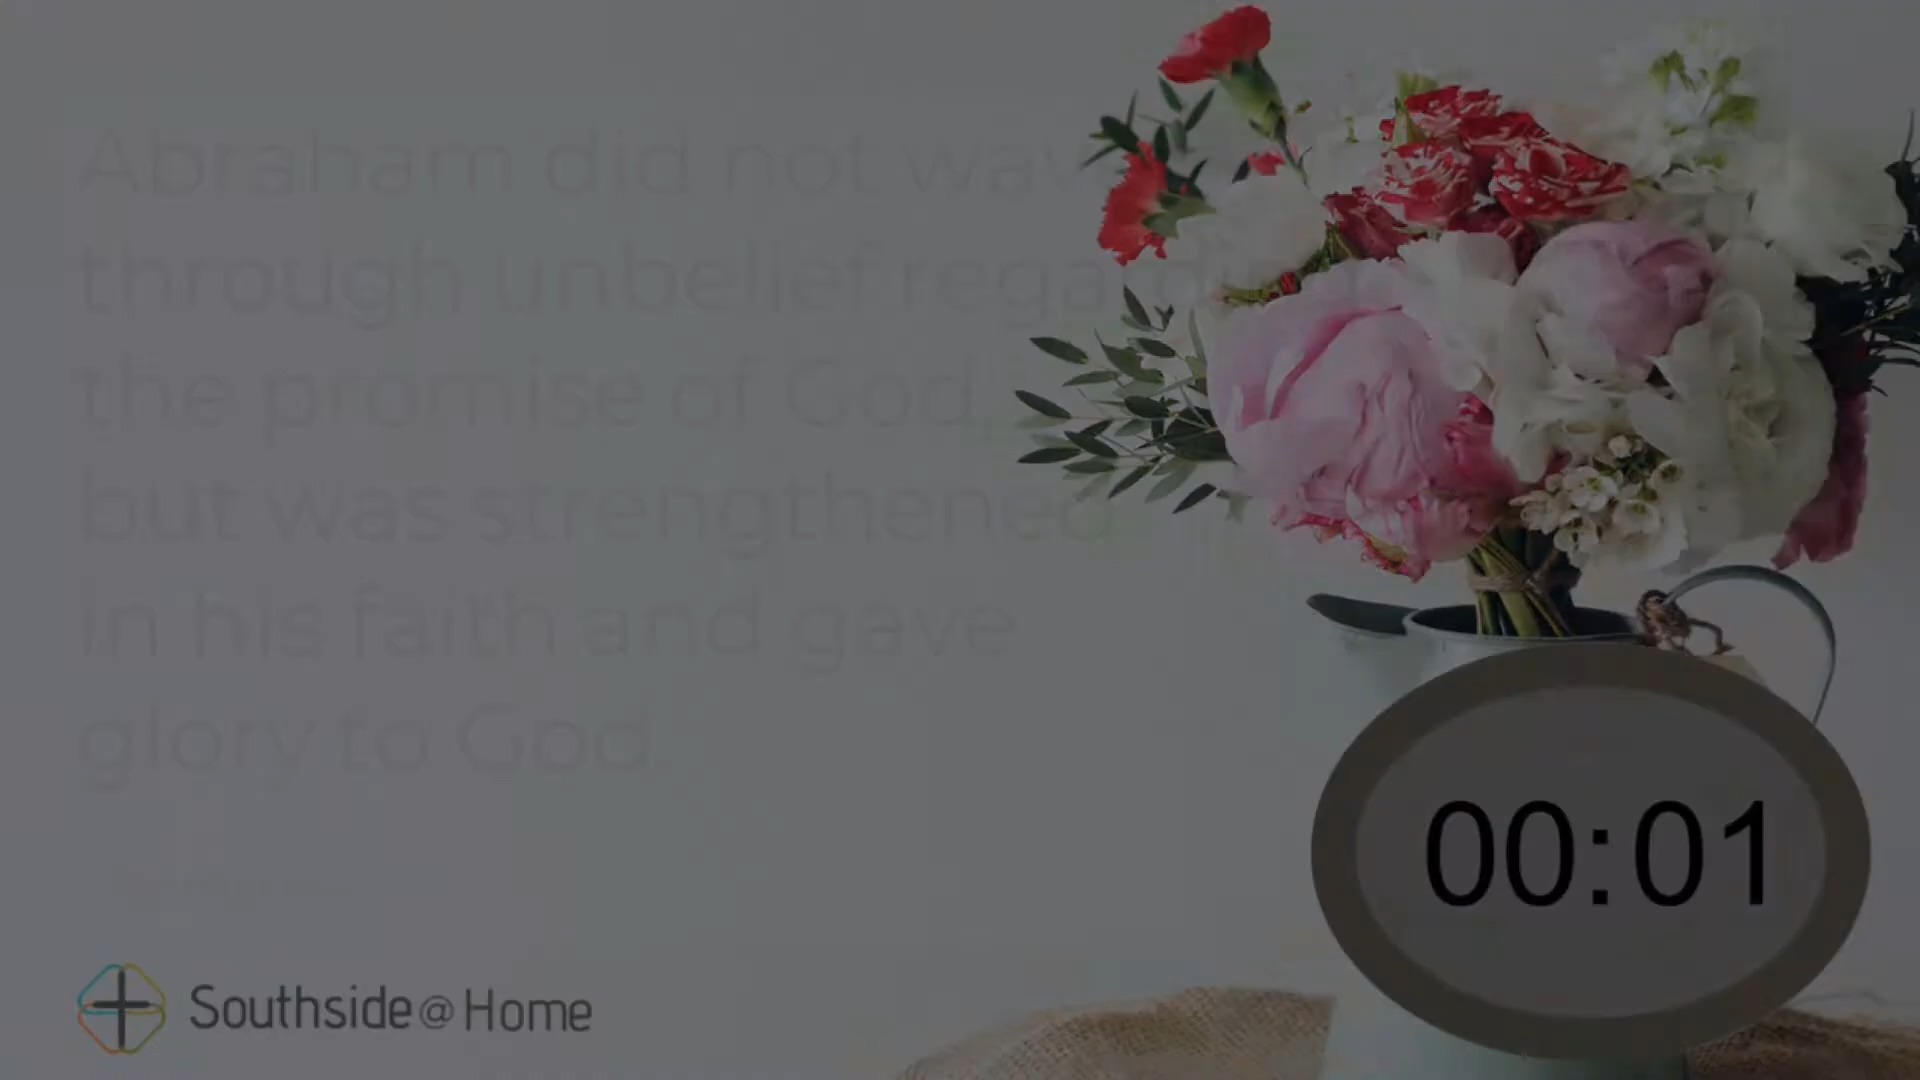 Abraham did not wav
through unbelief regardin
the promise of God,
but was strengthened
in his faith and gave
glory to God
00:01
Southside@Home